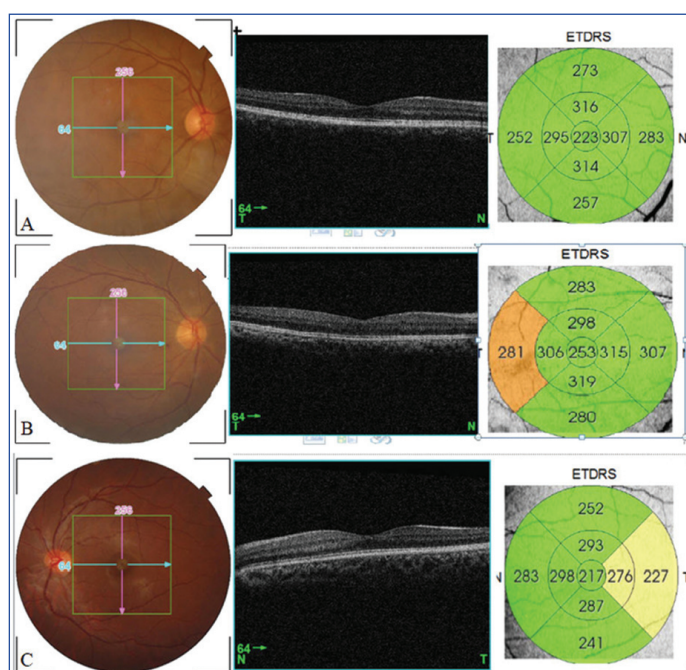 256
64
A
64
T
N
ETDRS
273
316
T 252 295 223 307 283 N
314
257
256
64
B
64
T
N
ETDRS
283
298
T 281 306 253 315 307
319
280
256
64
C
64
N
T
ETDRS
252
293
N 283 298 217 276 227 T
287
241